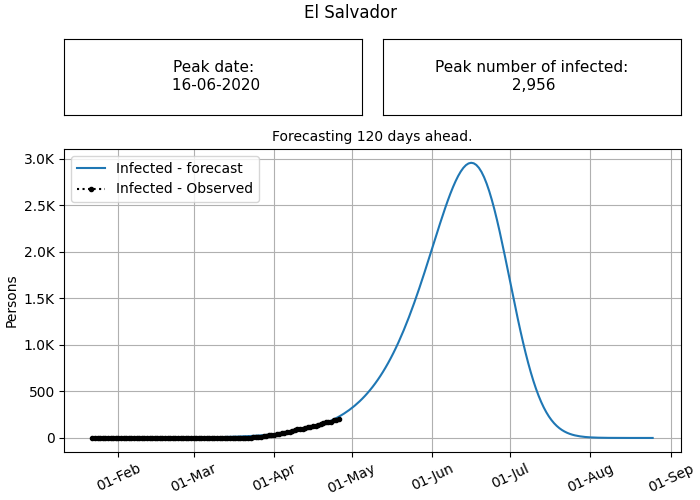 El Salvador
Peak date:
16-06-2020
Peak number of infected:
2,956
Forecasting 120 days ahead.
Infected - forecast
Infected - Observed
Persons
3.0K
2.5K
2.0K
1.5K
1.0K
500
0
01-Feb
01-Mar
01-Apr
01-May
01-Jun
01-Jul
01-Aug
01-Sep